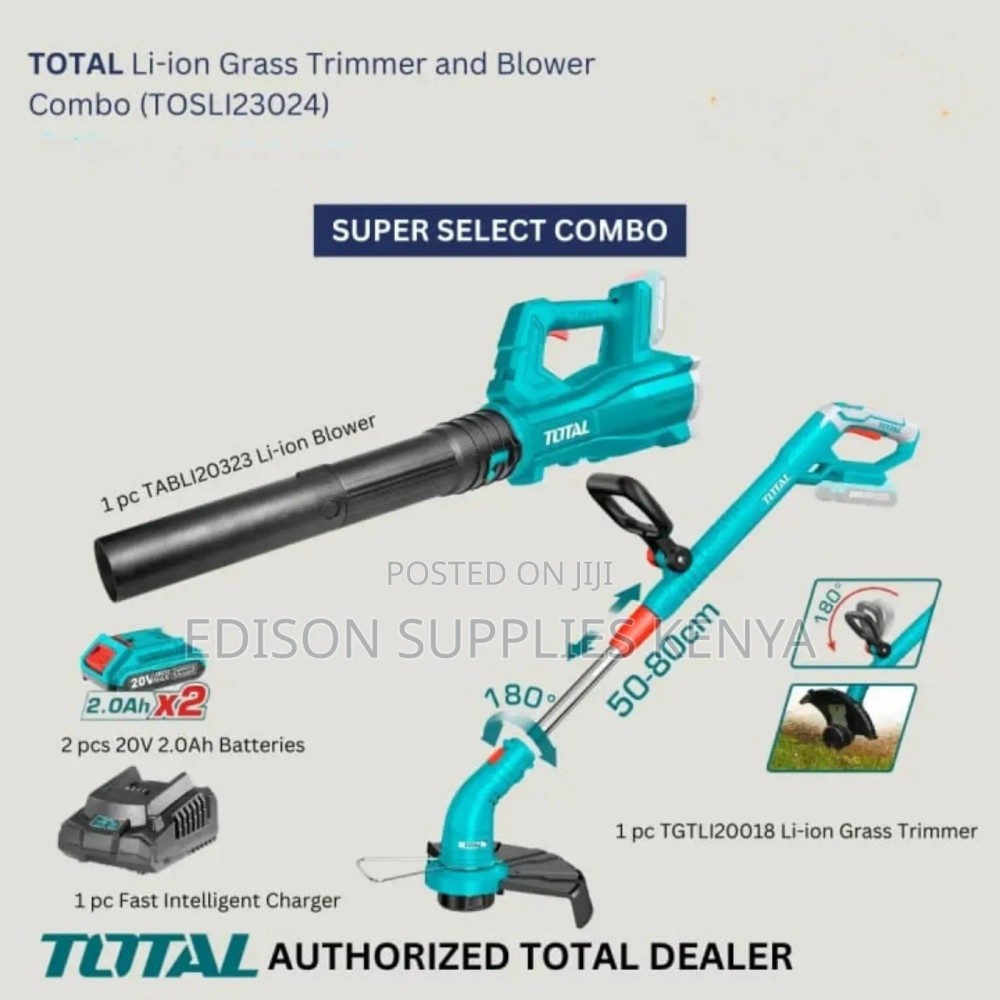 TOTAL Li-ion Grass Trimmer and Blower
Combo (TOSLI23024)
SUPER SELECT COMBO
TOTAL
1 pc TABLI20323 Li-ion Blower
TOTAL
TOTAL
POSTED ON JIJI
EDISON SUPPLIES KENYA
180°
50-80cm
180°
20V
2.0Ah x2
2 pcs 20V 2.0Ah Batteries
TOTAL
1 pc TGTLI20018 Li-ion Grass Trimmer
1 pc Fast Intelligent Charger
TOTAL AUTHORIZED TOTAL DEALER